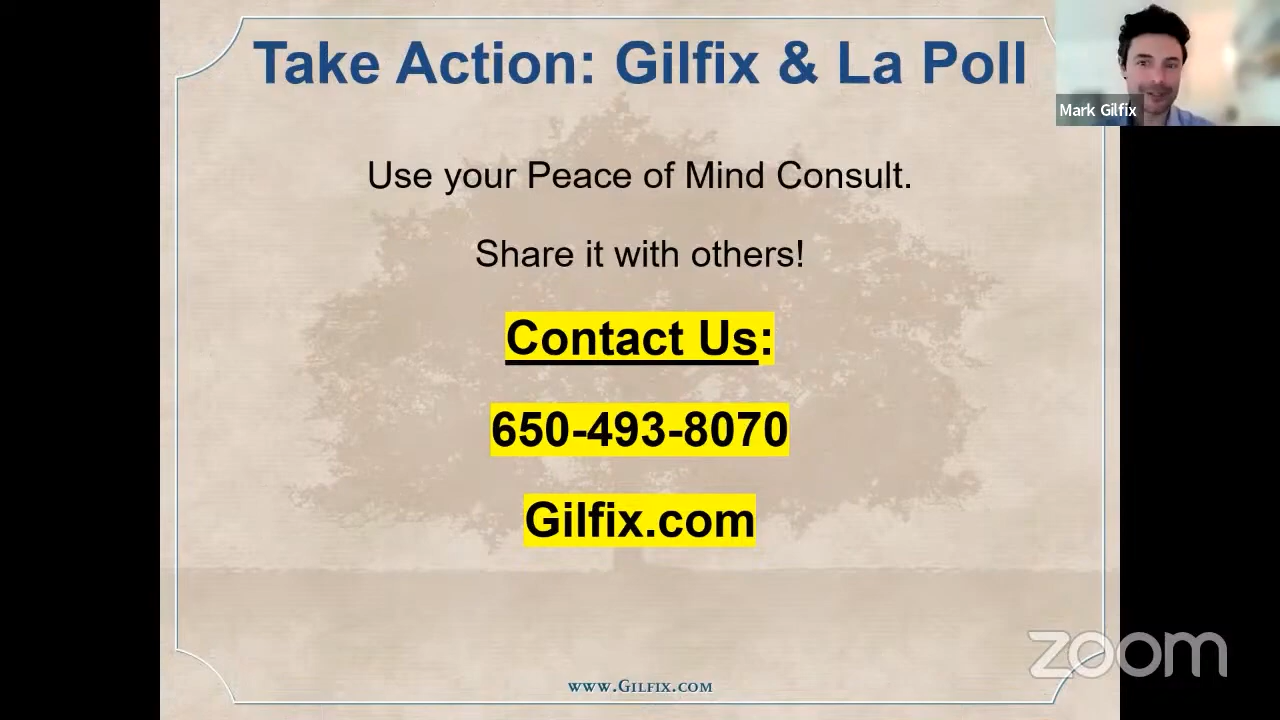 Take Action: Gilfix & La Poll
Mark Gilfix
Use your Peace of Mind Consult.
Share it with others!
Contact Us:
650-493-8070
Gilfix.com
zoom
www.Gilfix.com